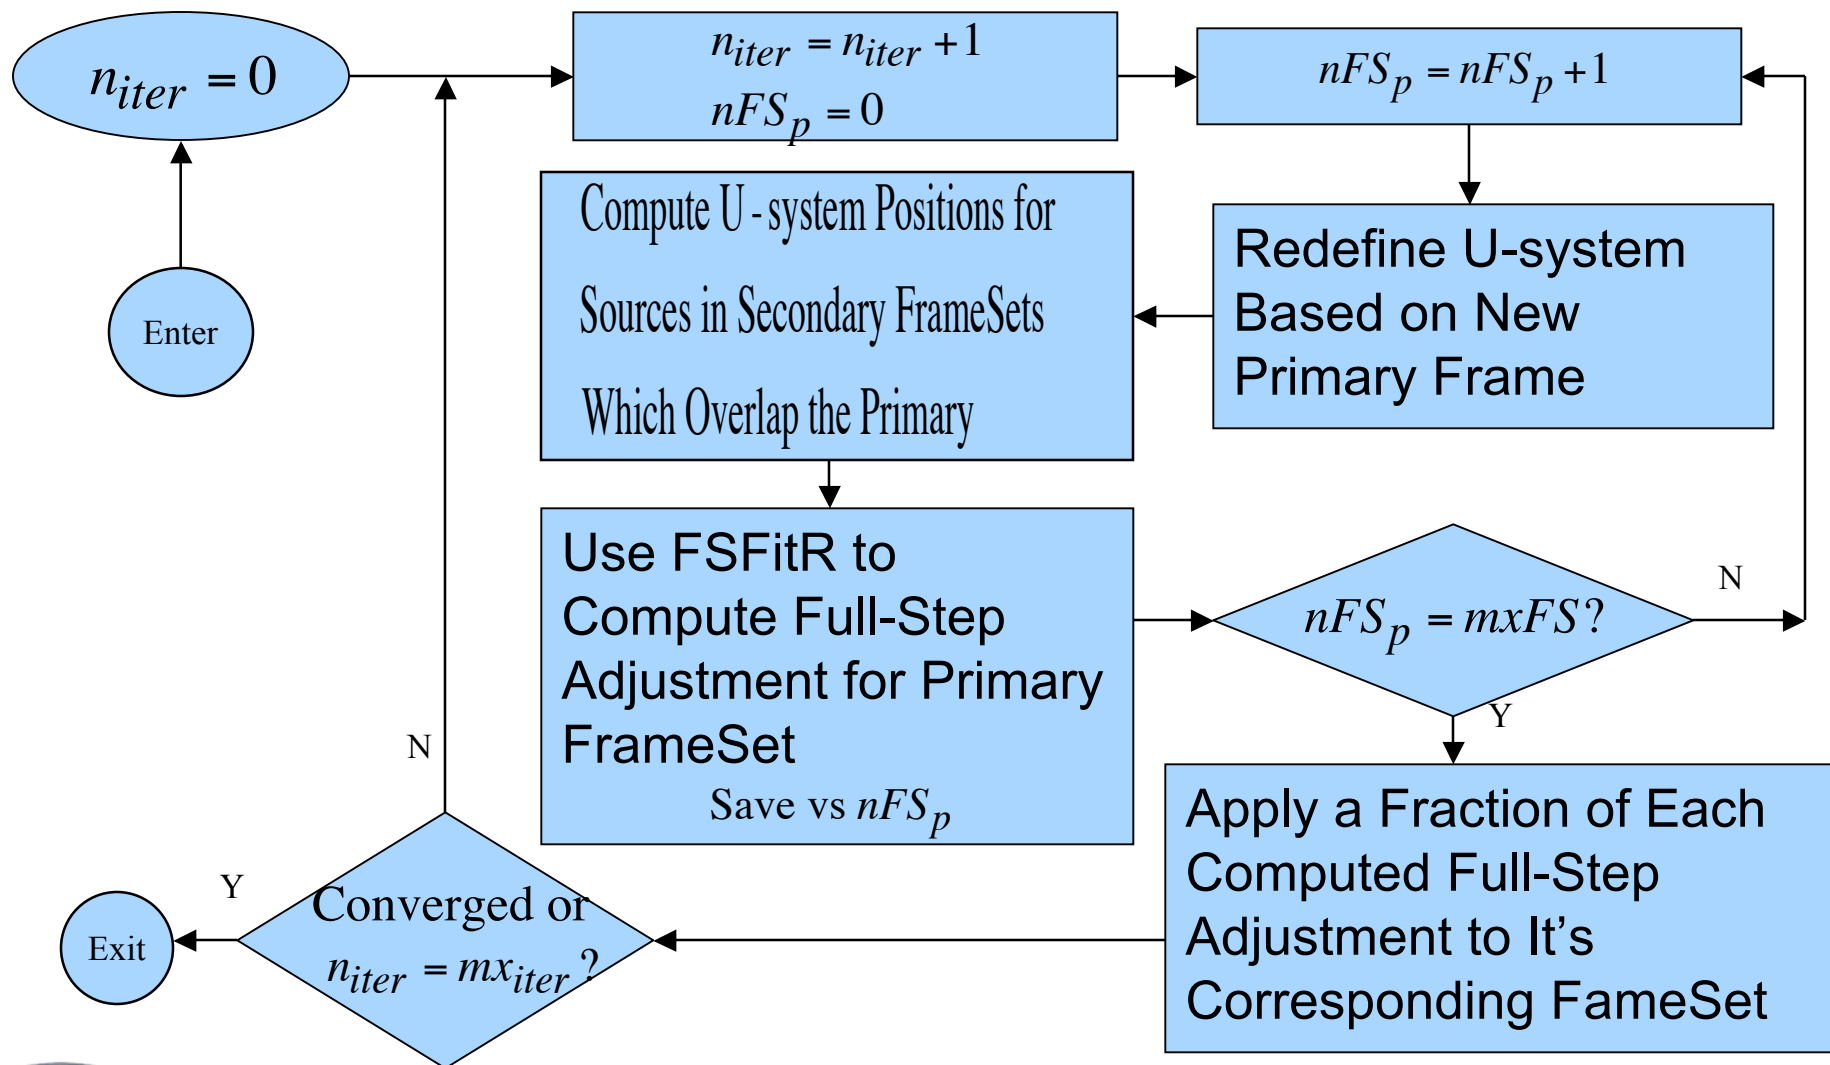 n_iter = 0
n_iter = n_iter + 1
nFS_p = 0
nFS_p = nFS_p + 1
Enter
Compute U - system Positions for
Sources in Secondary FrameSets
Which Overlap the Primary
Redefine U-system
Based on New
Primary Frame
Use FSFitR to
Compute Full-Step
Adjustment for Primary
FrameSet
Save vs nFS_p
nFS_p = mxFS?
N
Y
Apply a Fraction of Each
Computed Full-Step
Adjustment to It’s
Corresponding FameSet
N
Converged or
n_iter = mx_iter ?
Y
Exit